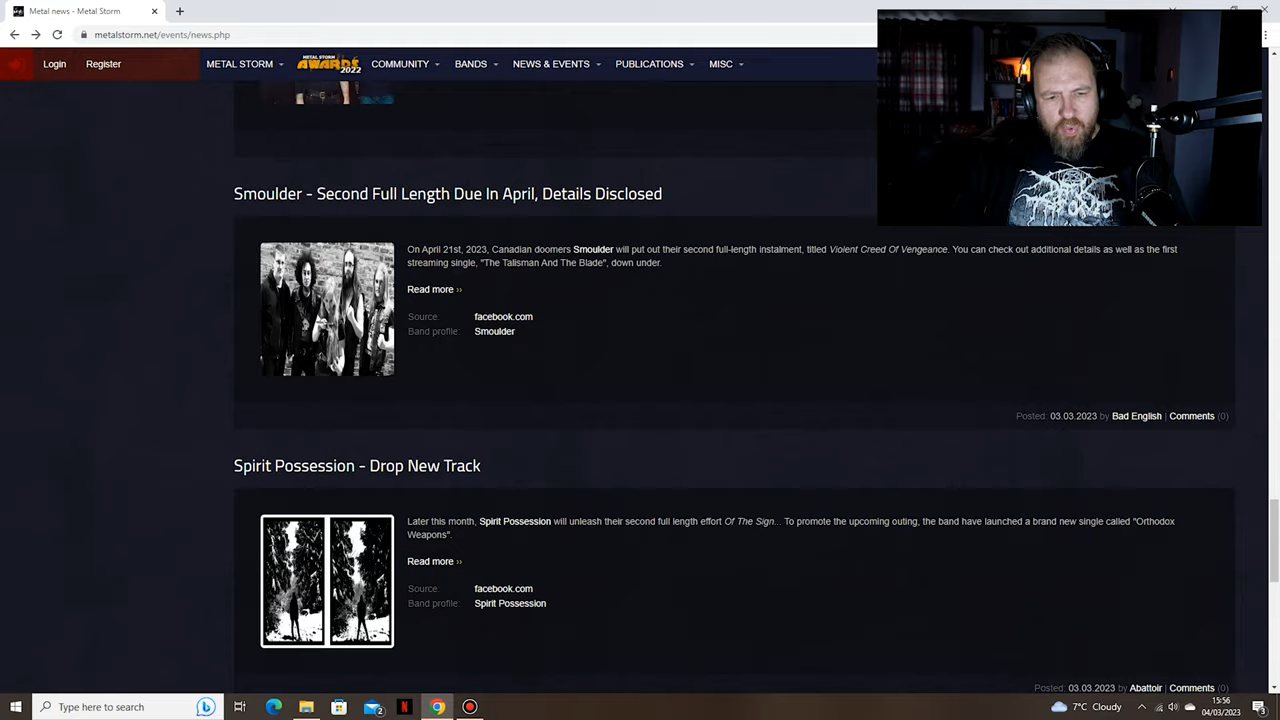 Metal news - Metal Storm
metalstorm.net/events/news.php
Login Register METAL STORM METAL STORM AWARDS 2022 COMMUNITY BANDS NEWS & EVENTS PUBLICATIONS MISC
Smoulder - Second Full Length Due In April, Details Disclosed
On April 21st, 2023, Canadian doomers Smoulder will put out their second full-length instalment, titled Violent Creed Of Vengeance. You can check out additional details as well as the first
streaming single, "The Talisman And The Blade", down under.
Read more ››
Source: facebook.com
Band profile: Smoulder
Posted: 03.03.2023 by Bad English | Comments (0)
Spirit Possession - Drop New Track
Later this month, Spirit Possession will unleash their second full length effort Of The Sign... To promote the upcoming outing, the band have launched a brand new single called "Orthodox
Weapons".
Read more ››
Source: facebook.com
Band profile: Spirit Possession
Posted: 03.03.2023 by Abattoir | Comments (0)
Type here to search
7°C Cloudy
15:56
04/03/2023